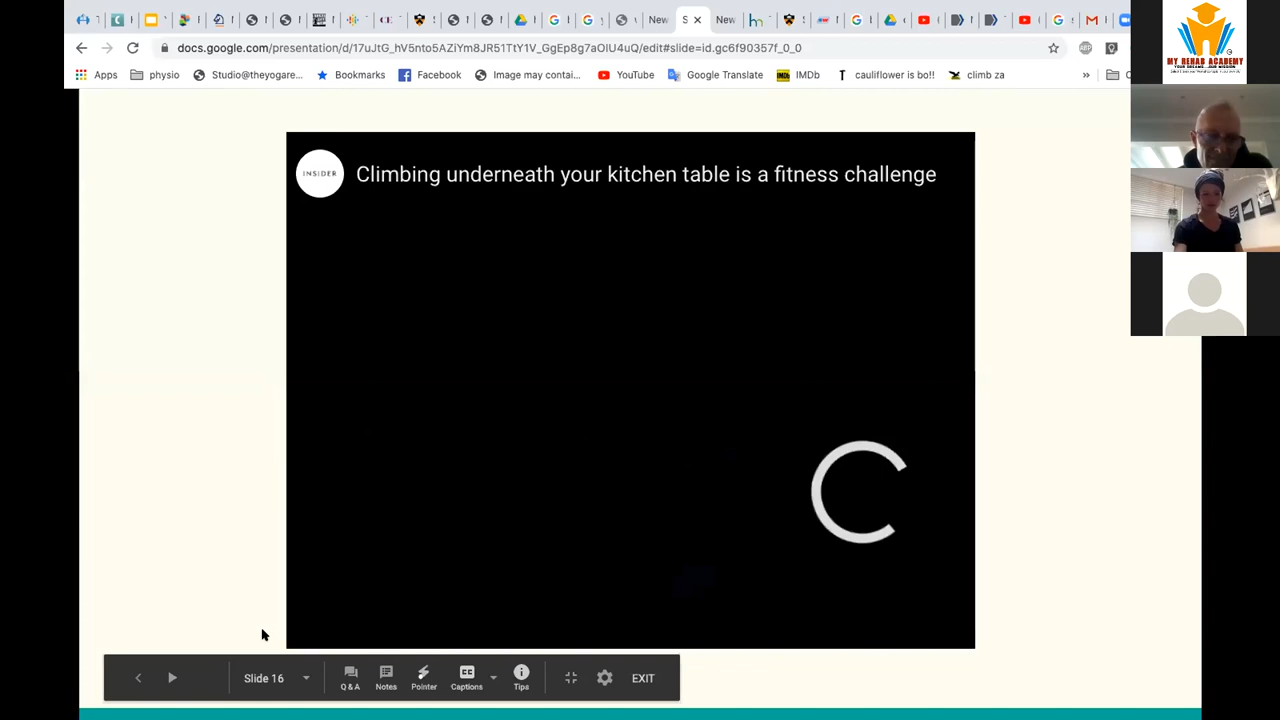 docs.google.com/presentation/d/17uJtG_hV5nto5AZiYm8JR51TtY1V_GgEp8g7aOIU4uQ/edit#slide=id.gc6f90357f_0_0
Apps
physio
Studio@theyogare...
Bookmarks
Facebook
Image may contai...
YouTube
Google Translate
IMDb
cauliflower is bo!!
climb za
»
MY REHAB ACADEMY
INSIDER
Climbing underneath your kitchen table is a fitness challenge
Slide 16
Q & A
Notes
Pointer
CC
Captions
Tips
EXIT